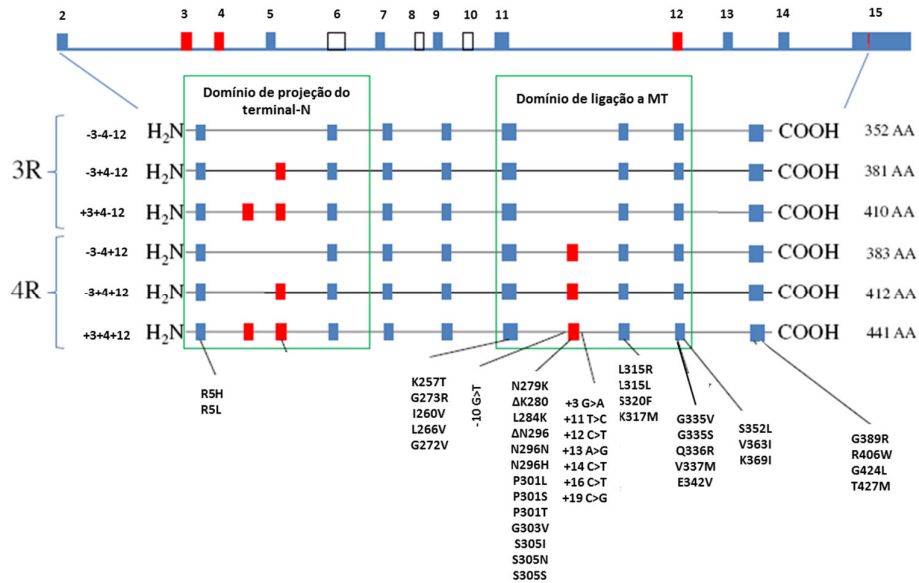 2 3 4 5 6 7 8 9 10 11 12 13 14 15
Domínio de projeção do
terminal-N
Domínio de ligação a MT
3R
-3-4-12 H₂N COOH 352 AA
-3+4-12 H₂N COOH 381 AA
+3+4-12 H₂N COOH 410 AA
4R
-3-4+12 H₂N COOH 383 AA
-3+4+12 H₂N COOH 412 AA
+3+4+12 H₂N COOH 441 AA
R5H
R5L
K257T
G273R
I260V
L266V
G272V
-10 G>T
N279K
ΔK280
L284K
ΔN296
N296N
N296H
P301L
P301S
P301T
G303V
S305I
S305N
S305S
+3 G>A
+11 T>C
+12 C>T
+13 A>G
+14 C>T
+16 C>T
+19 C>G
L315R
L315L
S320F
K317M
G335V
G335S
Q336R
V337M
E342V
S352L
V363I
K369I
G389R
R406W
G424L
T427M